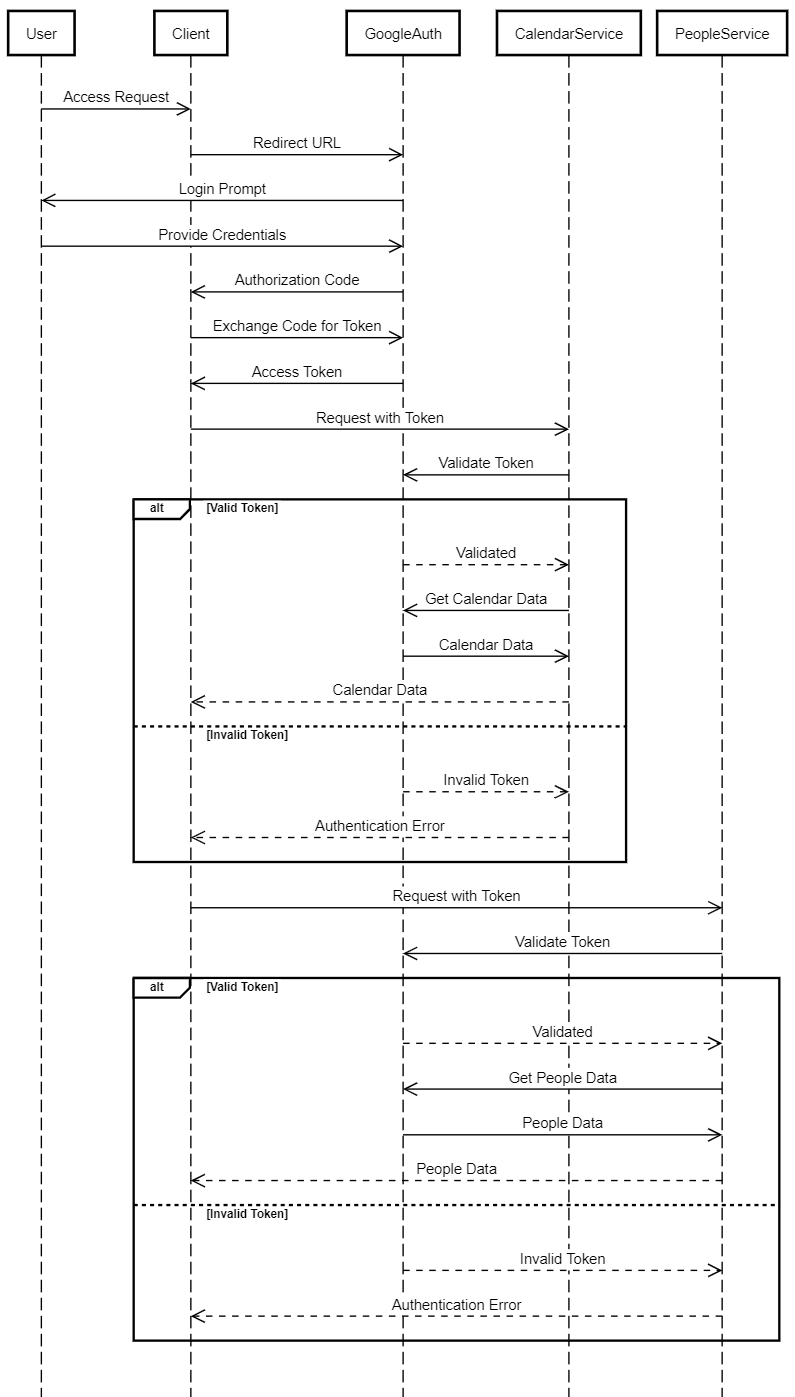 User Client GoogleAuth CalendarService PeopleService
Access Request
Redirect URL
Login Prompt
Provide Credentials
Authorization Code
Exchange Code for Token
Access Token
Request with Token
Validate Token
alt [Valid Token]
Validated
Get Calendar Data
Calendar Data
Calendar Data
[Invalid Token]
Invalid Token
Authentication Error
Request with Token
Validate Token
alt [Valid Token]
Validated
Get People Data
People Data
People Data
[Invalid Token]
Invalid Token
Authentication Error